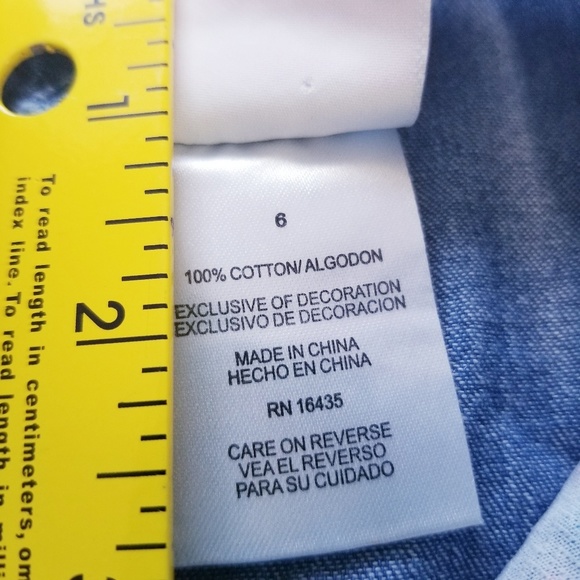 6
100% COTTON/ALGODON
EXCLUSIVE OF DECORATION
EXCLUSIVO DE DECORACION
MADE IN CHINA
HECHO EN CHINA
RN 16435
CARE ON REVERSE
VEA EL REVERSO
PARA SU CUIDADO
1
2
To read length in centimeters,
index line. To read length in